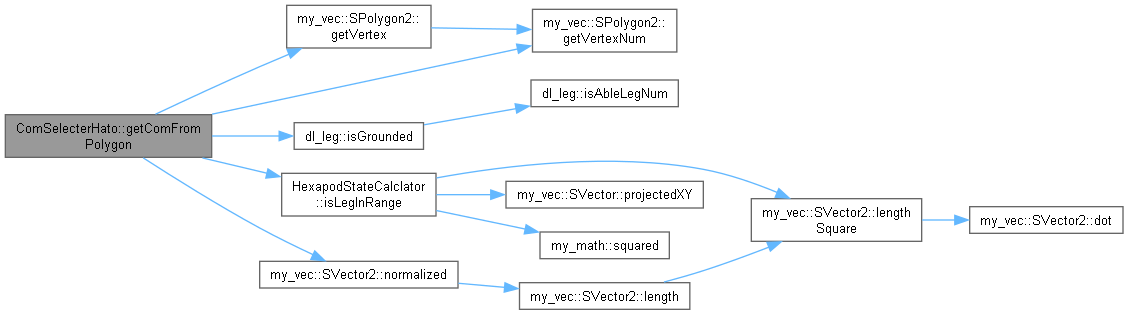 ComSelecterHato::getComFrom
Polygon
my_vec::SPolygon2::
getVertex
my_vec::SPolygon2::
getVertexNum
dl_leg::isGrounded
dl_leg::isAbleLegNum
HexapodStateCalclator
::isLegInRange
my_vec::SVector::projectedXY
my_math::squared
my_vec::SVector2::length
Square
my_vec::SVector2::dot
my_vec::SVector2::normalized
my_vec::SVector2::length